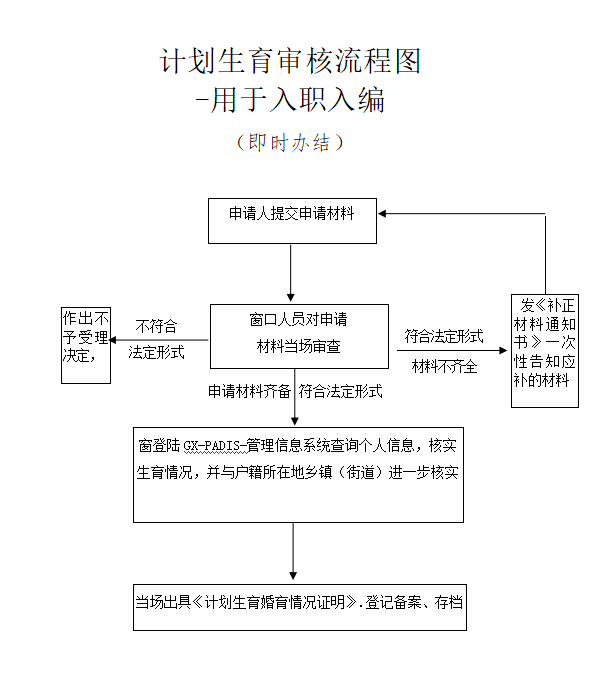 计划生育审核流程图
-用于入职入编
（即时办结）
申请人提交申请材料
作出不
予受理
决定，
不符合
法定形式
窗口人员对申请
材料当场审查
符合法定形式
材料不齐全
发《补正
材料通知
书》一次
性告知应
补的材料
申请材料齐备 符合法定形式
窗登陆 GX-PADIS-管理信息系统查询个人信息，核实
生育情况，并与户籍所在地乡镇（街道）进一步核实
当场出具《计划生育婚育情况证明》.登记备案、存档